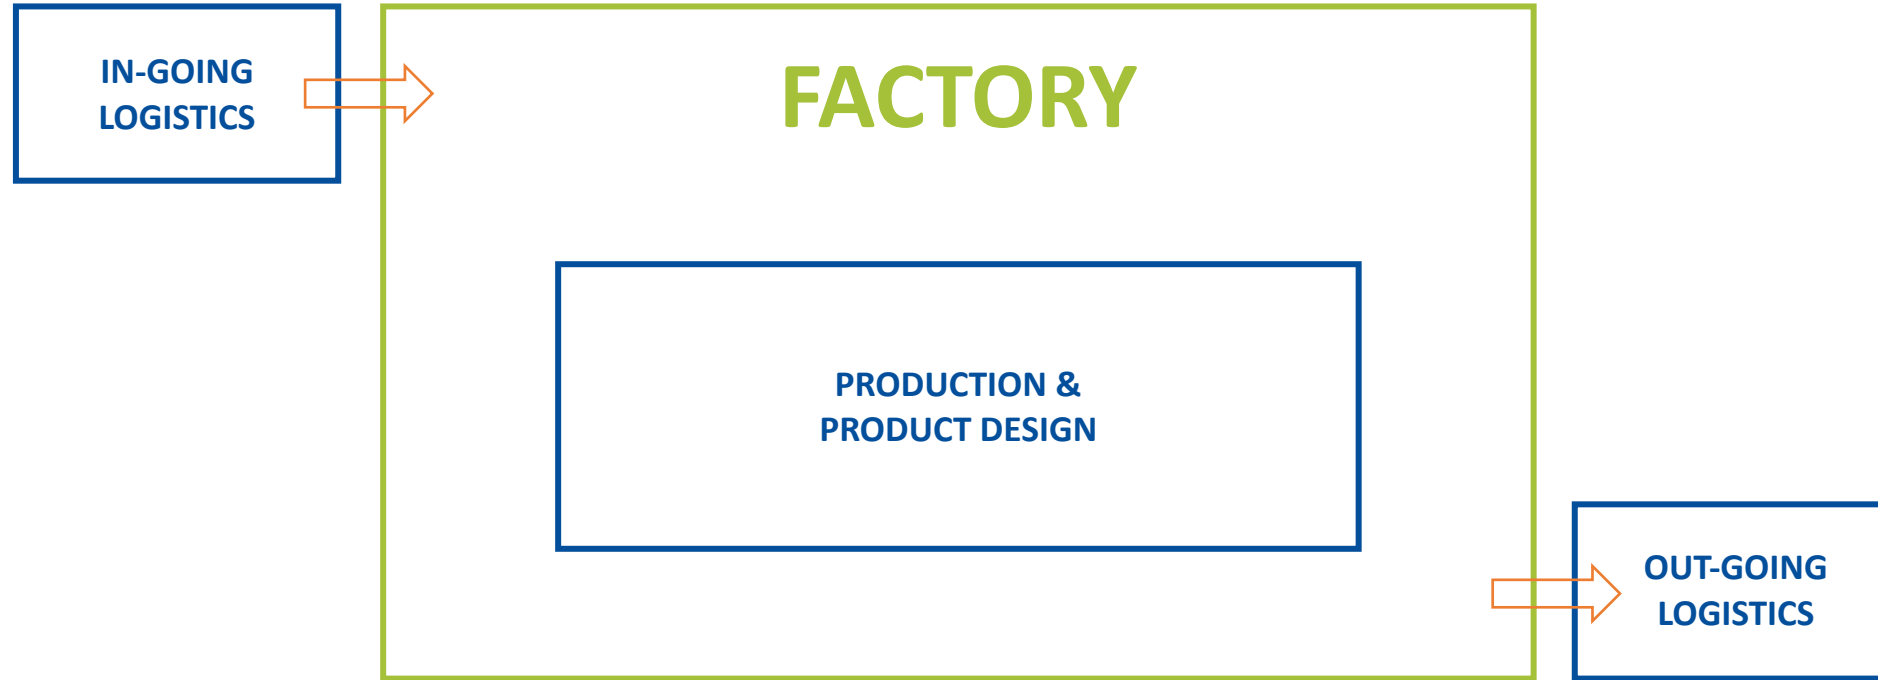 IN-GOING
LOGISTICS
FACTORY
PRODUCTION &
PRODUCT DESIGN
OUT-GOING
LOGISTICS